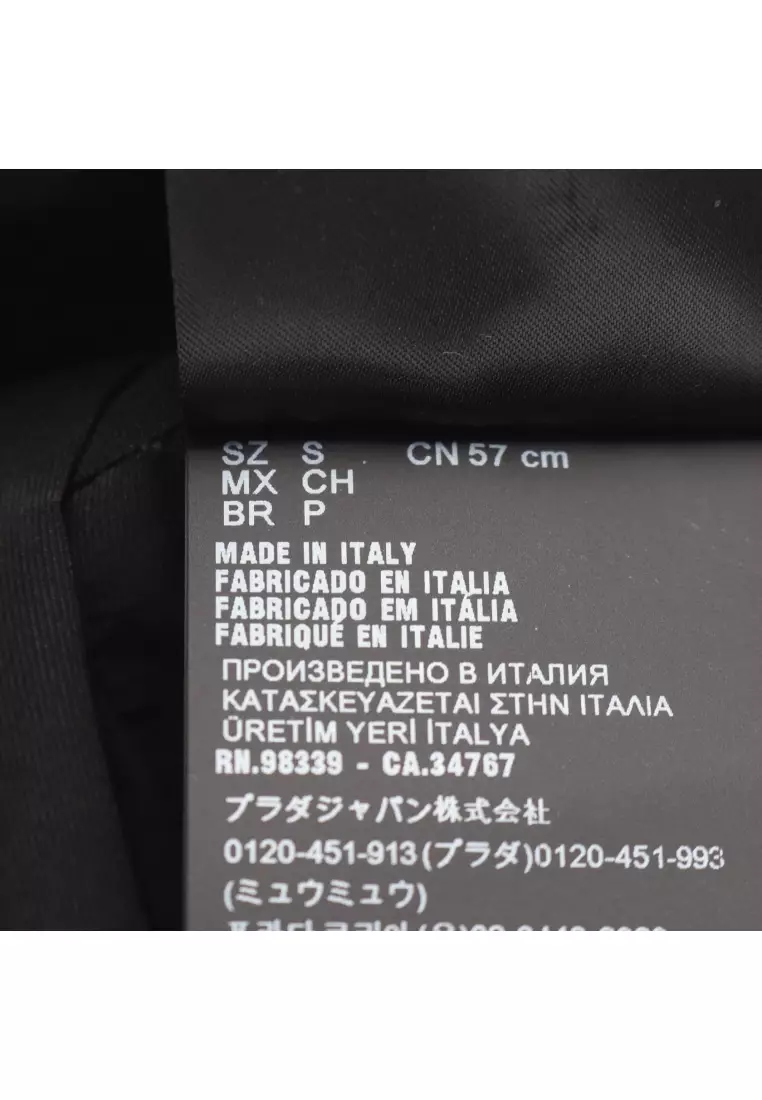 SZ S CN 57 cm
MX CH
BR P
MADE IN ITALY
FABRICADO EN ITALIA
FABRICADO EM ITÁLIA
FABRIQUÉ EN ITALIE
ПРОИЗВЕДЕНО В ИТАЛИЯ
ΚΑΤΑΣΚΕΥΑΖΕΤΑΙ ΣΤΗΝ ΙΤΑΛΙΑ
ÜRETİM YERİ İTALYA
RN.98339 - CA.34767
プラダジャパン株式会社
0120-451-913(プラダ)0120-451-993
(ミュウミュウ)